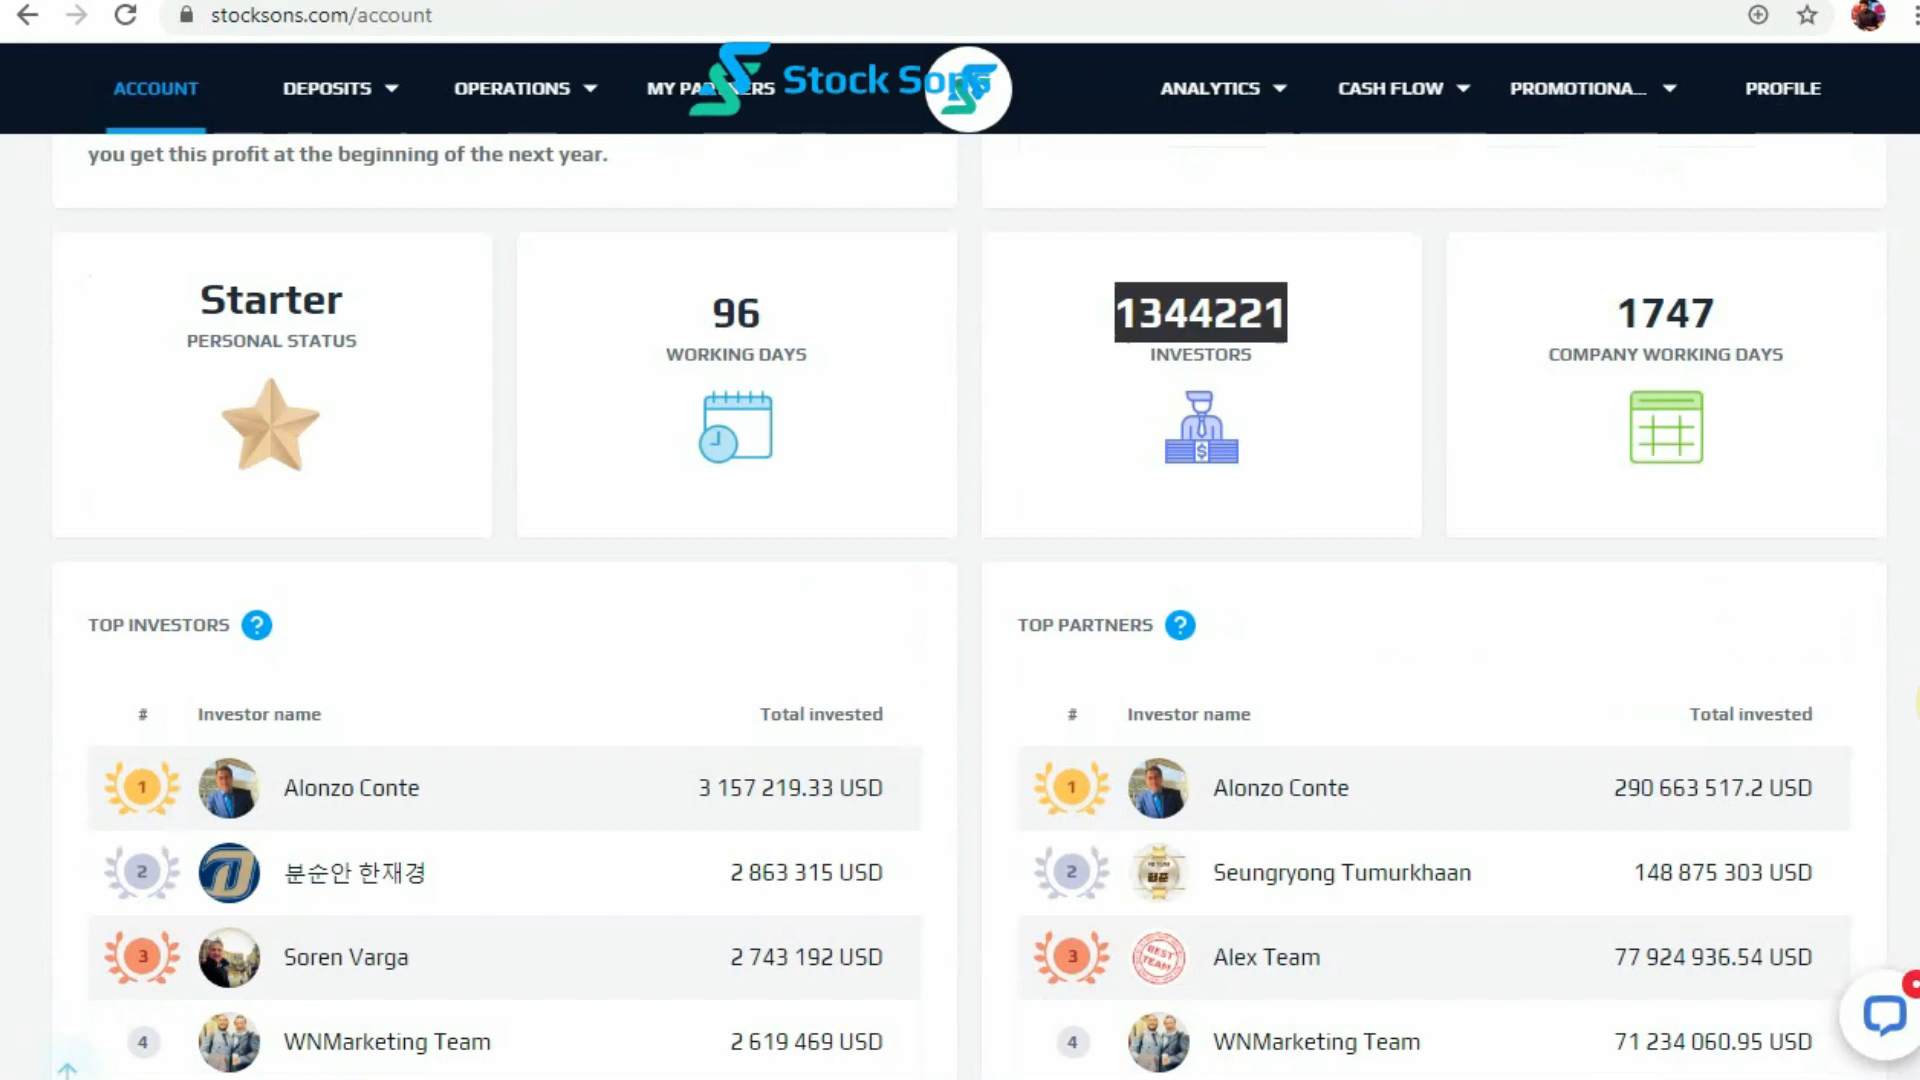 stocksons.com/account
ACCOUNT
DEPOSITS
OPERATIONS
MY PARTNERS
Stock Sons
ANALYTICS
CASH FLOW
PROMOTIONA...
PROFILE
you get this profit at the beginning of the next year.
Starter
PERSONAL STATUS
96
WORKING DAYS
1344221
INVESTORS
1747
COMPANY WORKING DAYS
TOP INVESTORS ?
# Investor name Total invested
1 Alonzo Conte 3 157 219.33 USD
2 분순안 한재경 2 863 315 USD
3 Soren Varga 2 743 192 USD
4 WNMarketing Team 2 619 469 USD
TOP PARTNERS ?
# Investor name Total invested
1 Alonzo Conte 290 663 517.2 USD
2 Seungryong Tumurkhaan 148 875 303 USD
3 BEST TEAM Alex Team 77 924 936.54 USD
4 WNMarketing Team 71 234 060.95 USD